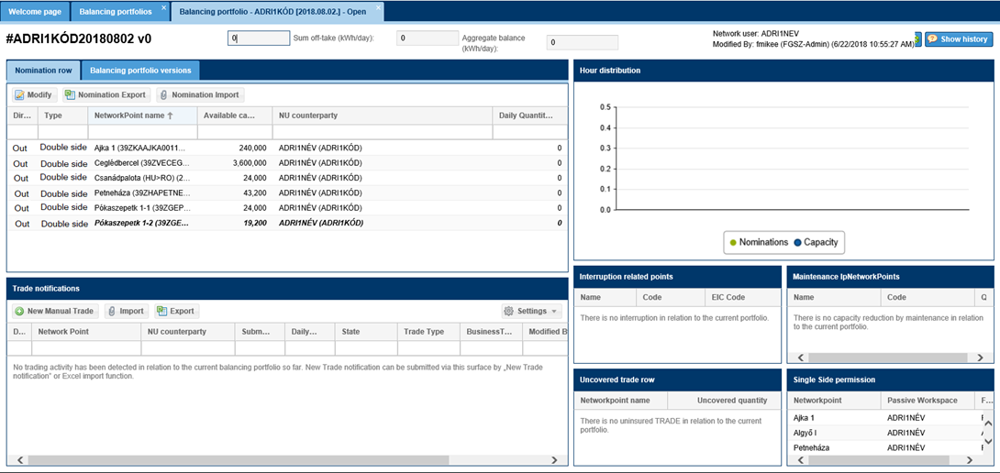 Welcome page
Balancing portfolios
Balancing portfolio - ADRI1KÓD [2018.08.02.] - Open
#ADRI1KÓD20180802 v0
0
Sum off-take (kWh/day):
0
Aggregate balance
(kWh/day):
0
Network user: ADRI1NEV
Modified By: fmikee (FGSZ-Admin) (6/22/2018 10:55:27 AM)
Show history
Nomination row
Balancing portfolio versions
Modify
Nomination Export
Nomination Import
Dir... Type NetworkPoint name Available ca... NU counterparty Daily Quantit...
Out Double side Ajka 1 (39ZKAAJKA0011... 240,000 ADRI1NÉV (ADRI1KÓD) 0
Out Double side Ceglédbercel (39ZVECEG... 3,600,000 ADRI1NÉV (ADRI1KÓD) 0
Out Double side Csanádpalota (HU>RO) (2... 24,000 ADRI1NÉV (ADRI1KÓD) 0
Out Double side Petneháza (39ZHAPETNE... 43,200 ADRI1NÉV (ADRI1KÓD) 0
Out Double side Pókaszepetk 1-1 (39ZGEP... 24,000 ADRI1NÉV (ADRI1KÓD) 0
Out Double side Pókaszepetk 1-2 (39ZGE... 19,200 ADRI1NÉV (ADRI1KÓD) 0
Hour distribution
0.5
0.4
0.3
0.2
0.1
0.0
Nominations Capacity
Trade notifications
New Manual Trade
Import
Export
Settings
D... Network Point NU counterparty Subm... Daily... State Trade Type BusinessT... Modified By
No trading activity has been detected in relation to the current balancing portfolio so far. New Trade notification can be submitted via this surface by „New Trade
notification" or Excel import function.
Interruption related points
Name Code EIC Code
There is no interruption in relation to the current portfolio.
Maintenance IpNetworkPoints
Name Code Q
There is no capacity reduction by maintenance in relation
to the current portfolio.
Uncovered trade row
Networkpoint name Uncovered quantity
There is no uninsured TRADE in relation to the current
portfolio.
Single Side permission
Networkpoint Passive Workspace F...
Ajka 1 ADRI1NÉV
Algyő I ADRI1NÉV
Petneháza ADRI1NÉV